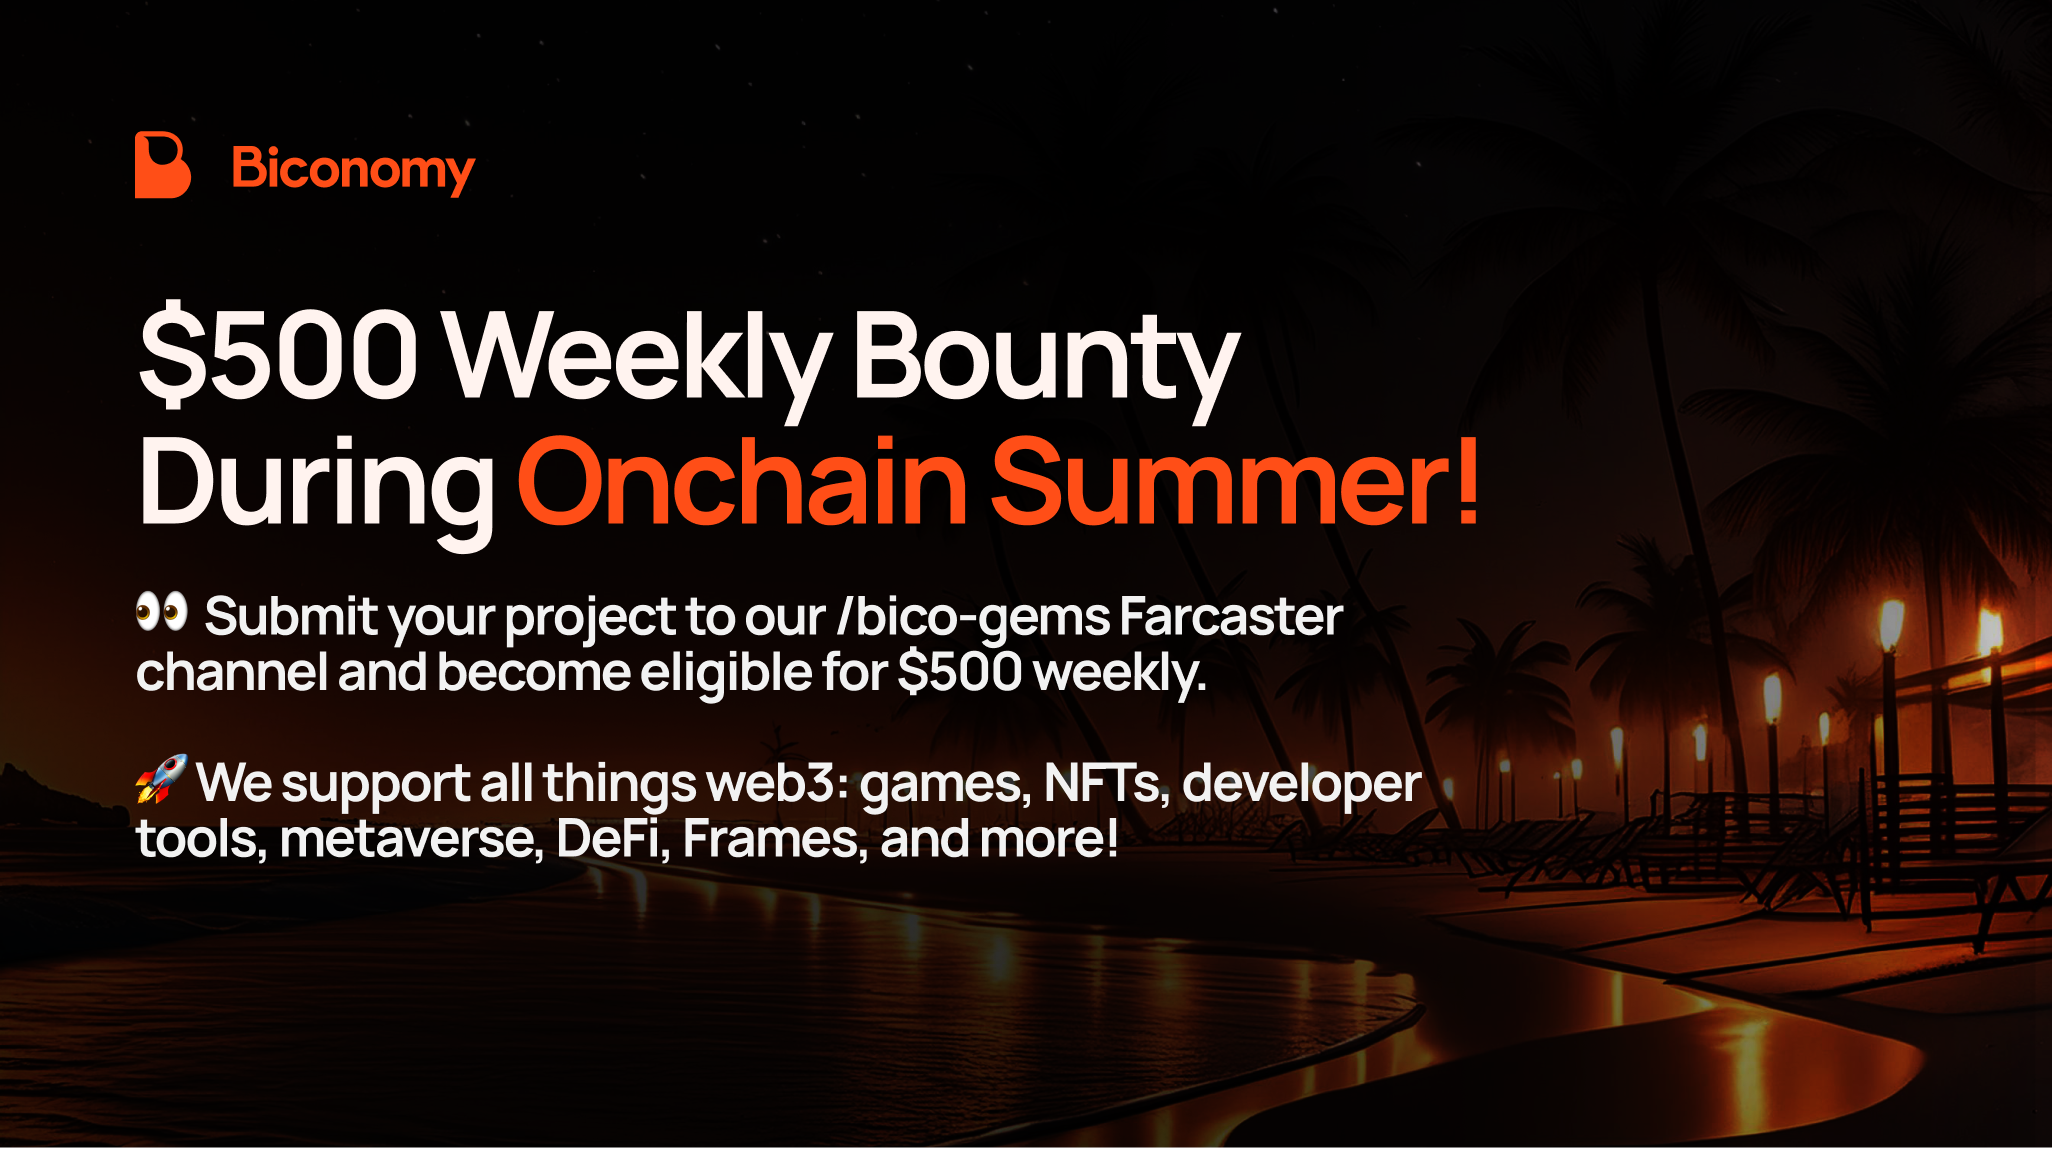 Biconomy
$500 Weekly Bounty
During Onchain Summer!
👀 Submit your project to our /bico-gems Farcaster
channel and become eligible for $500 weekly.
🚀 We support all things web3: games, NFTs, developer
tools, metaverse, DeFi, Frames, and more!